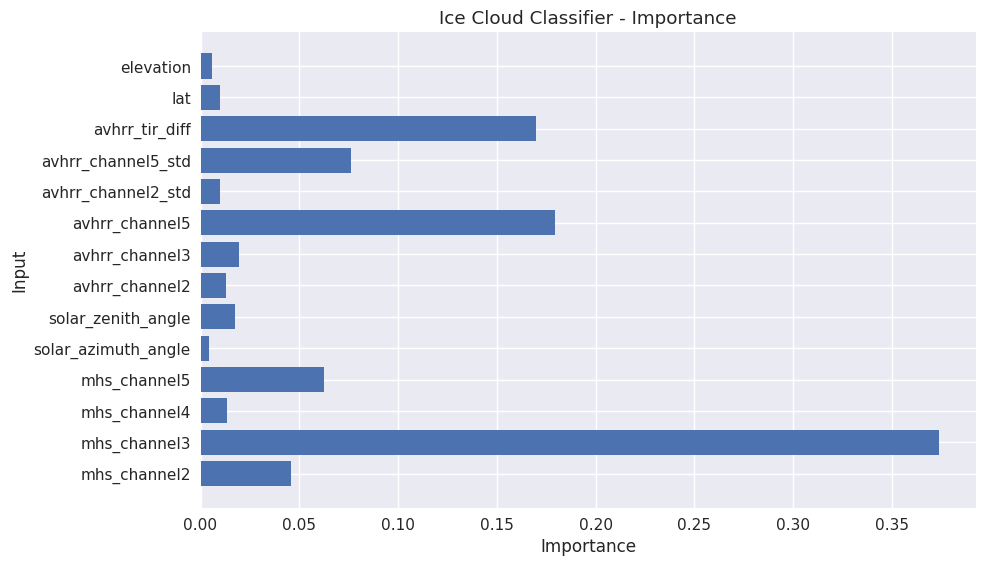 Ice Cloud Classifier - Importance
elevation
lat
avhrr_tir_diff
avhrr_channel5_std
avhrr_channel2_std
avhrr_channel5
avhrr_channel3
avhrr_channel2
solar_zenith_angle
solar_azimuth_angle
mhs_channel5
mhs_channel4
mhs_channel3
mhs_channel2
Input
0.00 0.05 0.10 0.15 0.20 0.25 0.30 0.35
Importance